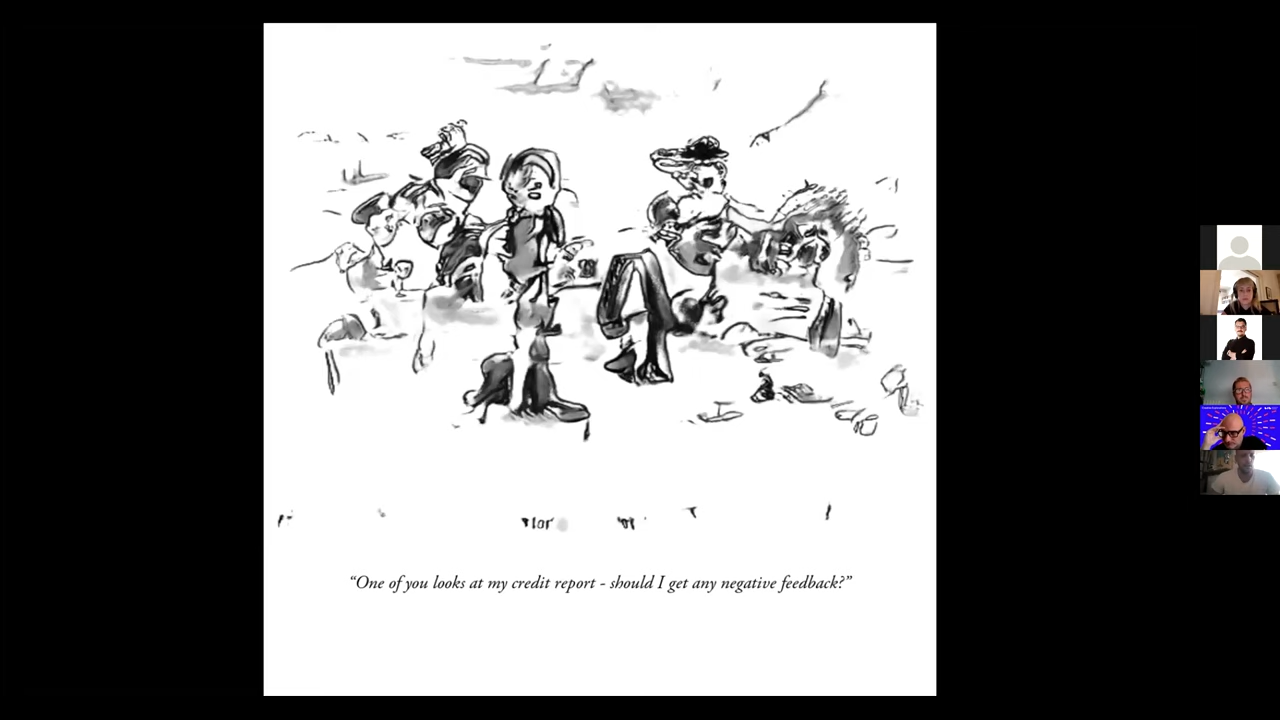 “One of you looks at my credit report - should I get any negative feedback?”